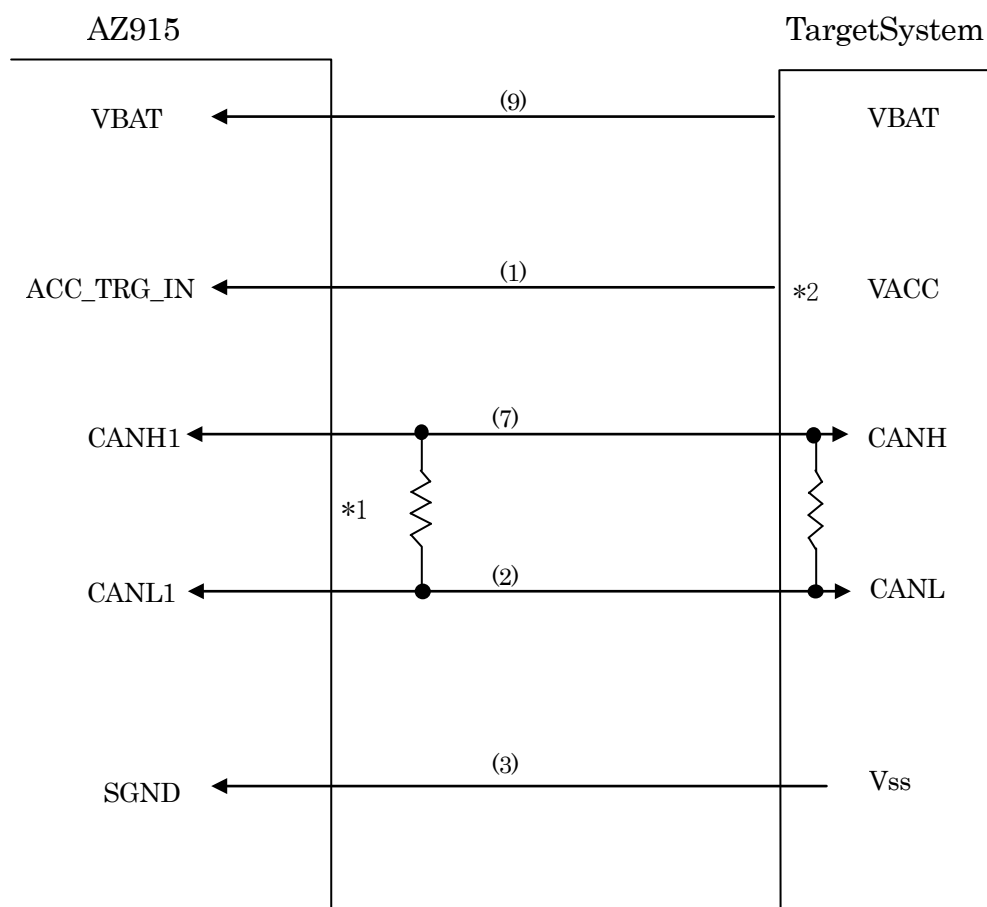 AZ915 TargetSystem
VBAT (9) VBAT
ACC_TRG_IN (1) *2 VACC
CANH1 (7) CANH
*1
CANL1 (2) CANL
SGND (3) Vss